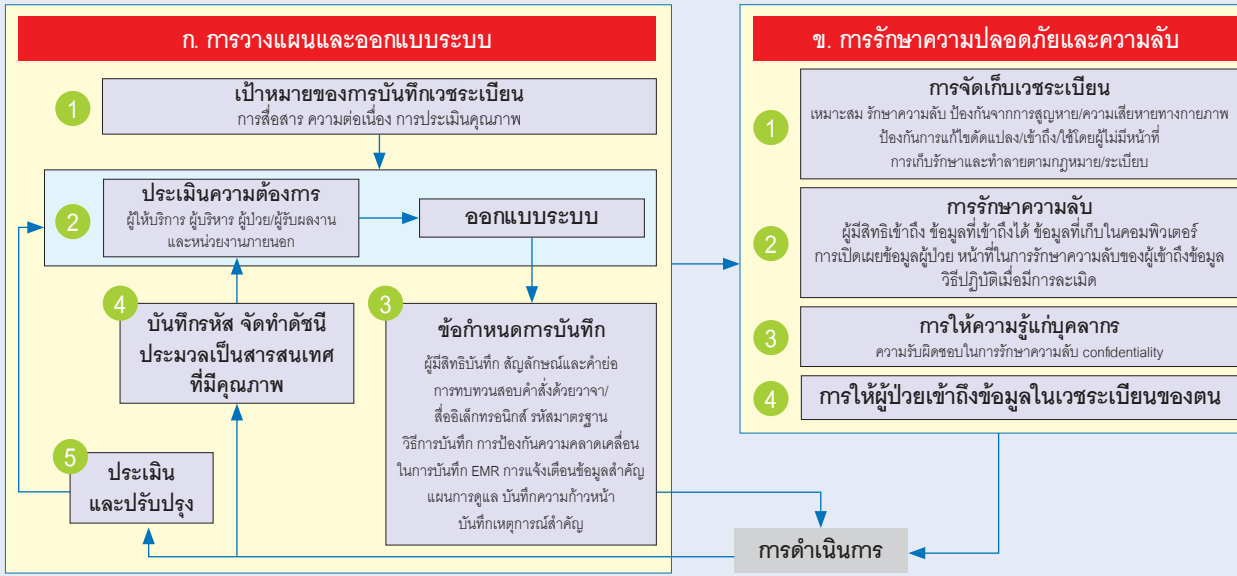 ก. การวางแผนและออกแบบระบบ
1
เป้าหมายของการบันทึกเวชระเบียน
การสื่อสาร ความต่อเนื่อง การประเมินคุณภาพ
2
ประเมินความต้องการ
ผู้ให้บริการ ผู้บริหาร ผู้ป่วย/ผู้รับผลงาน
และหน่วยงานภายนอก
ออกแบบระบบ
4
บันทึกรหัส จัดทำดัชนี
ประมวลเป็นสารสนเทศ
ที่มีคุณภาพ
3
ข้อกำหนดการบันทึก
ผู้มีสิทธิบันทึก สัญลักษณ์และคำย่อ
การทบทวนสอบคำสั่งด้วยวาจา/
สื่ออิเล็กทรอนิกส์ รหัสมาตรฐาน
วิธีการบันทึก การป้องกันความคลาดเคลื่อน
ในการบันทึก EMR การแจ้งเตือนข้อมูลสำคัญ
แผนการดูแล บันทึกความก้าวหน้า
บันทึกเหตุการณ์สำคัญ
5
ประเมิน
และปรับปรุง
ข. การรักษาความปลอดภัยและความลับ
1
การจัดเก็บเวชระเบียน
เหมาะสม รักษาความลับ ป้องกันจากการสูญหาย/ความเสียหายทางกายภาพ
ป้องกันการแก้ไขดัดแปลง/เข้าถึง/ใช้โดยผู้ไม่มีหน้าที่
การเก็บรักษาและทำลายตามกฎหมาย/ระเบียบ
2
การรักษาความลับ
ผู้มีสิทธิเข้าถึง ข้อมูลที่เข้าถึงได้ ข้อมูลที่เก็บในคอมพิวเตอร์
การเปิดเผยข้อมูลผู้ป่วย หน้าที่ในการรักษาความลับของผู้เข้าถึงข้อมูล
วิธีปฏิบัติเมื่อมีการละเมิด
3
การให้ความรู้แก่บุคลากร
ความรับผิดชอบในการรักษาความลับ confidentiality
4
การให้ผู้ป่วยเข้าถึงข้อมูลในเวชระเบียนของตน
การดำเนินการ